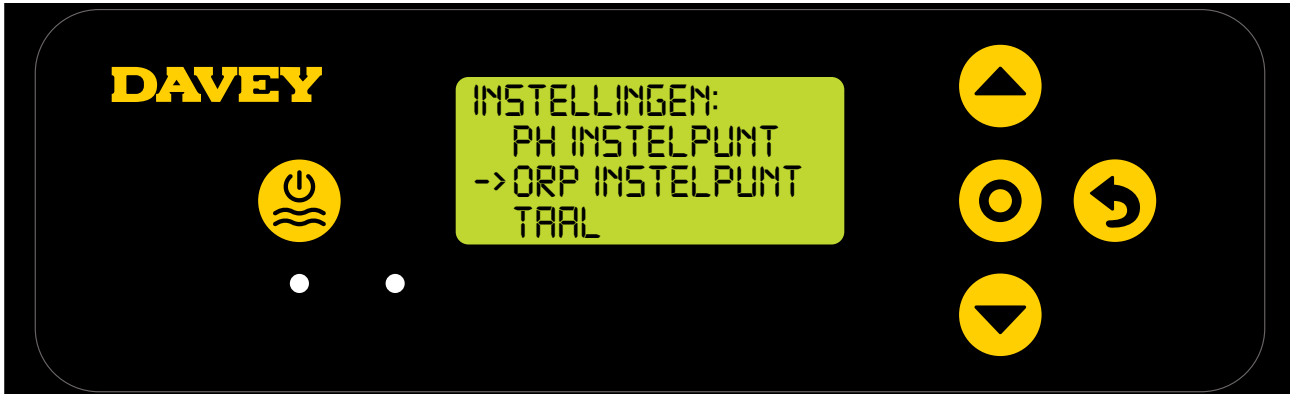 DAVEY
INSTELLINGEN:
PH INSTELPUNT
->ORP INSTELPUNT
TAAL